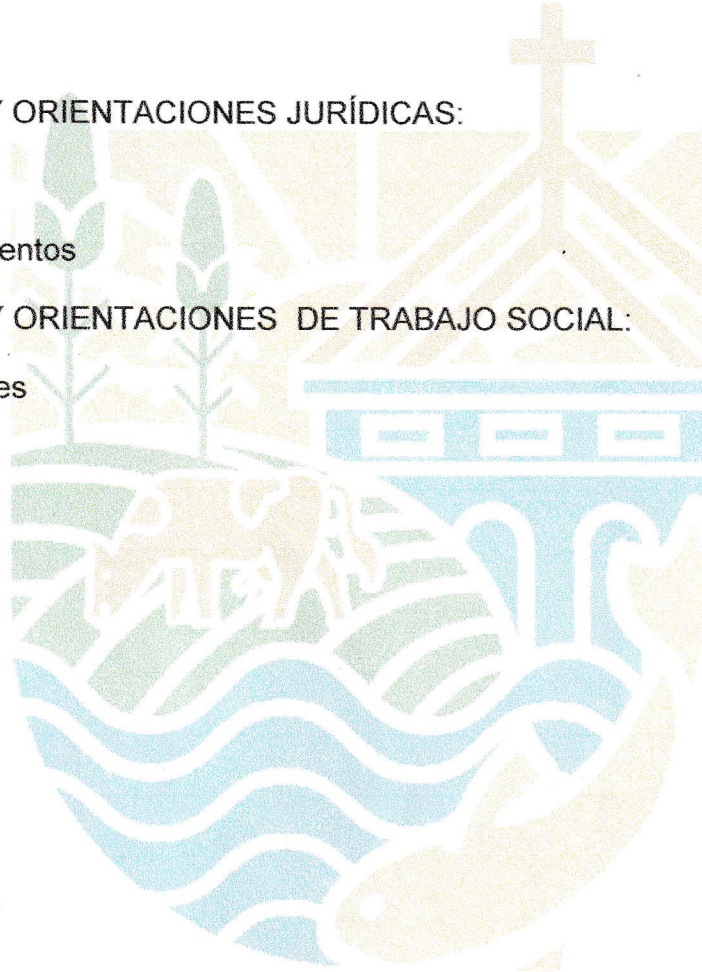 Y ORIENTACIONES JURÍDICAS:
entos
Y ORIENTACIONES DE TRABAJO SOCIAL:
es